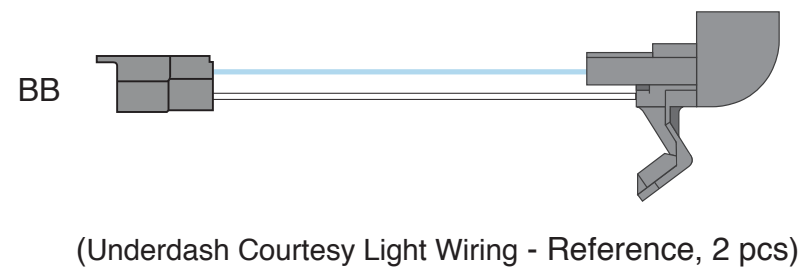 BB
(Underdash Courtesy Light Wiring - Reference, 2 pcs)